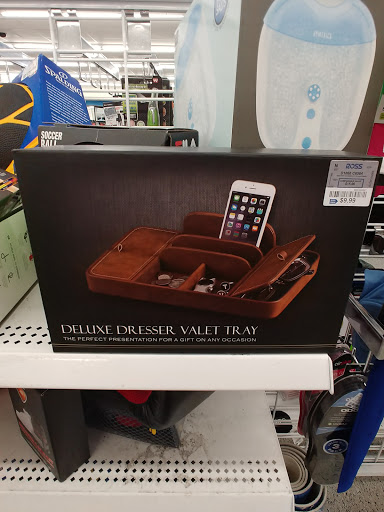 SPALDING
SOCCER
BALL
ROSS
$9.99
DELUXE DRESSER VALET TRAY
THE PERFECT PRESENTATION FOR A GIFT ON ANY OCCASION